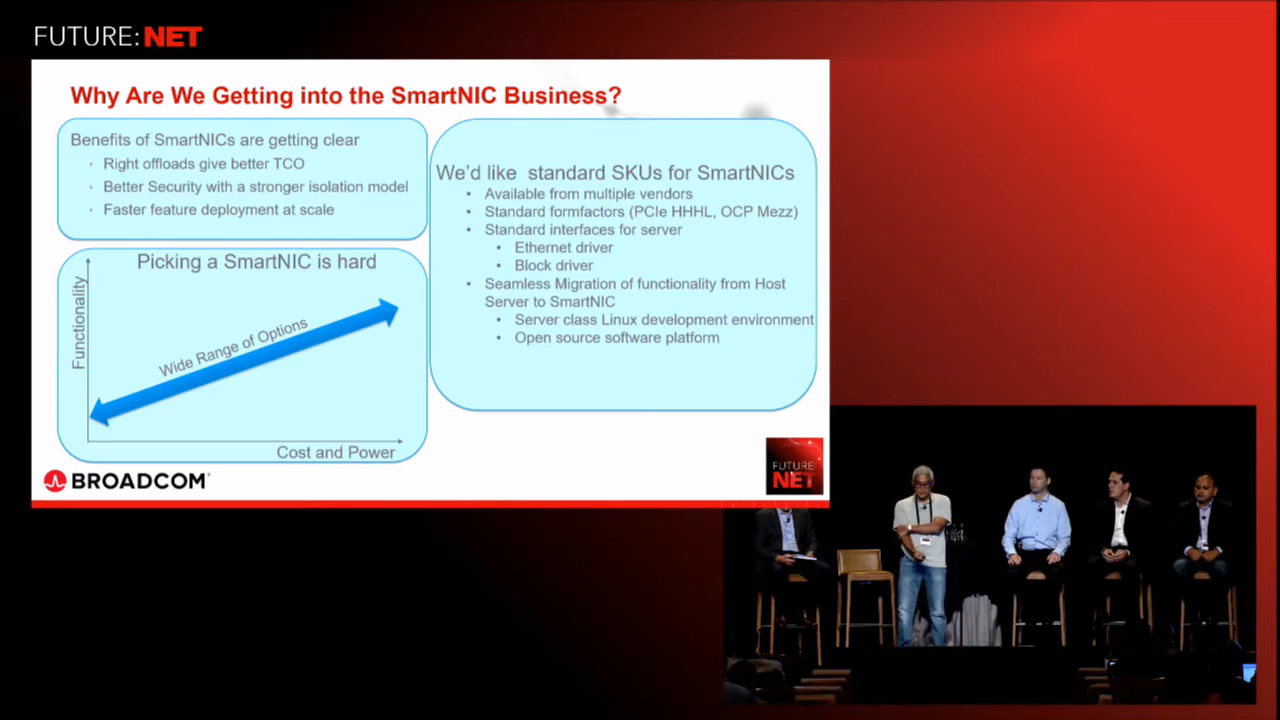 FUTURE:NET
Why Are We Getting into the SmartNIC Business?
Benefits of SmartNICs are getting clear
• Right offloads give better TCO
• Better Security with a stronger isolation model
• Faster feature deployment at scale
Picking a SmartNIC is hard
Functionality
Wide Range of Options
Cost and Power
We'd like standard SKUs for SmartNICs
• Available from multiple vendors
• Standard formfactors (PCIe HHHL, OCP Mezz)
• Standard interfaces for server
• Ethernet driver
• Block driver
• Seamless Migration of functionality from Host
Server to SmartNIC
• Server class Linux development environment
• Open source software platform
BROADCOM
FUTURE
NET